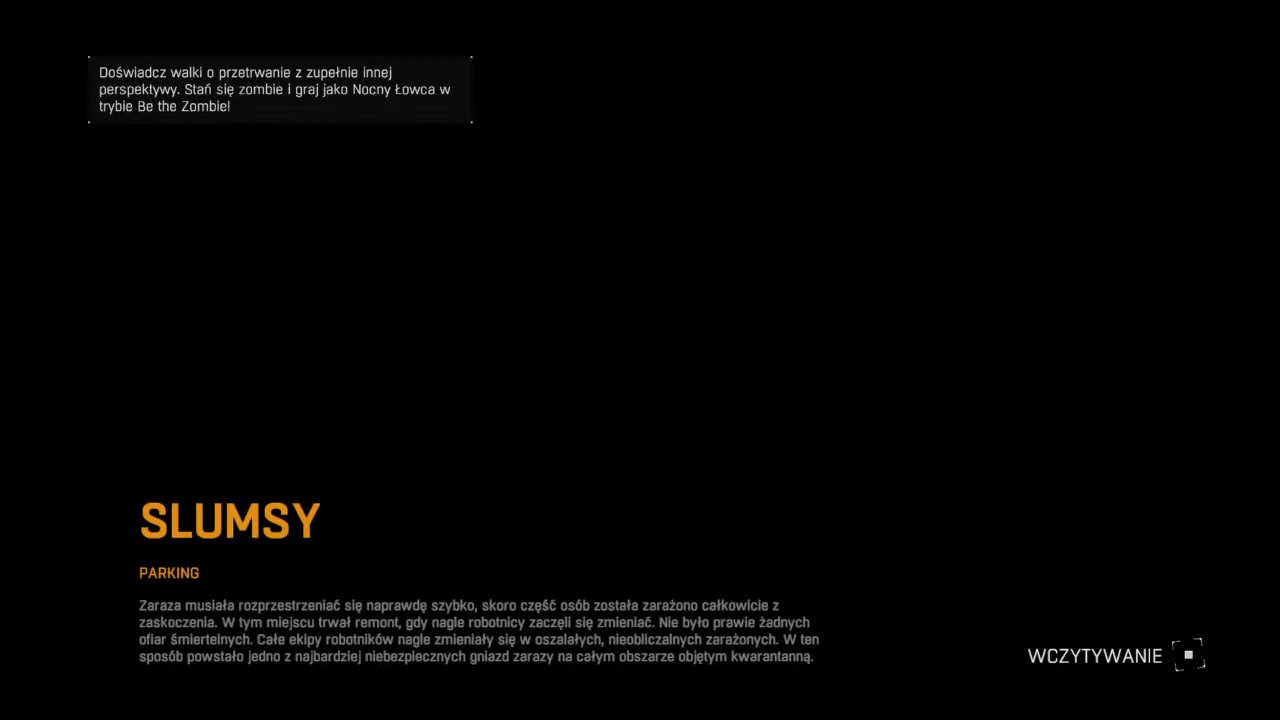 Doświadcz walki o przetrwanie z zupełnie innej
perspektywy. Stań się zombie i graj jako Nocny Łowca w
trybie Be the Zombie!
SLUMSY
PARKING
Zaraza musiała rozprzestrzeniać się naprawdę szybko, skoro część osób została zarażono całkowicie z
zaskoczenia. W tym miejscu trwał remont, gdy nagle robotnicy zaczęli się zmieniać. Nie było prawie żadnych
ofiar śmiertelnych. Całe ekipy robotników nagle zmieniały się w oszalałych, nieobliczalnych zarażonych. W ten
sposób powstało jedno z najbardziej niebezpiecznych gniazd zarazy na całym obszarze objętym kwarantanną.
WCZYTYWANIE